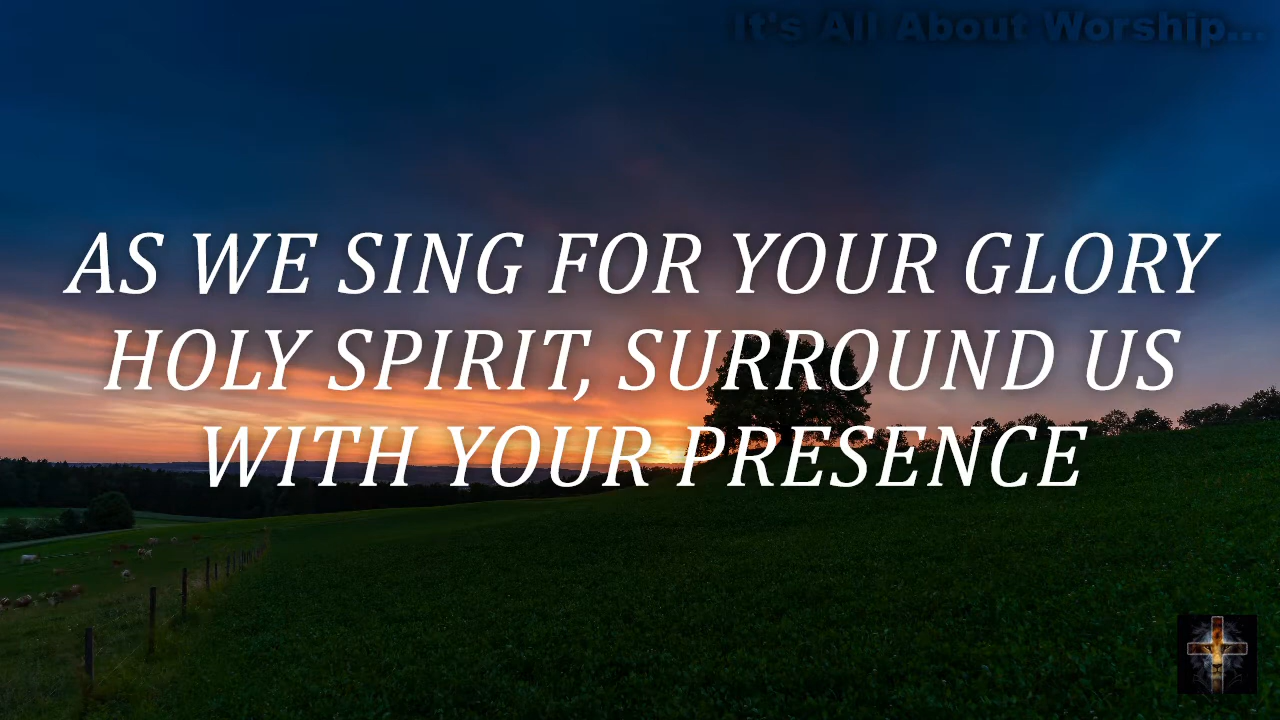 It's All About Worship...
AS WE SING FOR YOUR GLORY
HOLY SPIRIT, SURROUND US
WITH YOUR PRESENCE